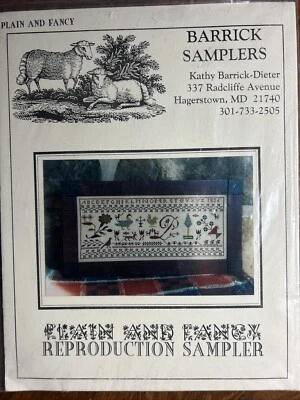 PLAIN AND FANCY
BARRICK
SAMPLERS
Kathy Barrick-Dieter
337 Radcliffe Avenue
Hagerstown, MD 21740
301-733-2505
PLAIN AND FANCY
REPRODUCTION SAMPLER